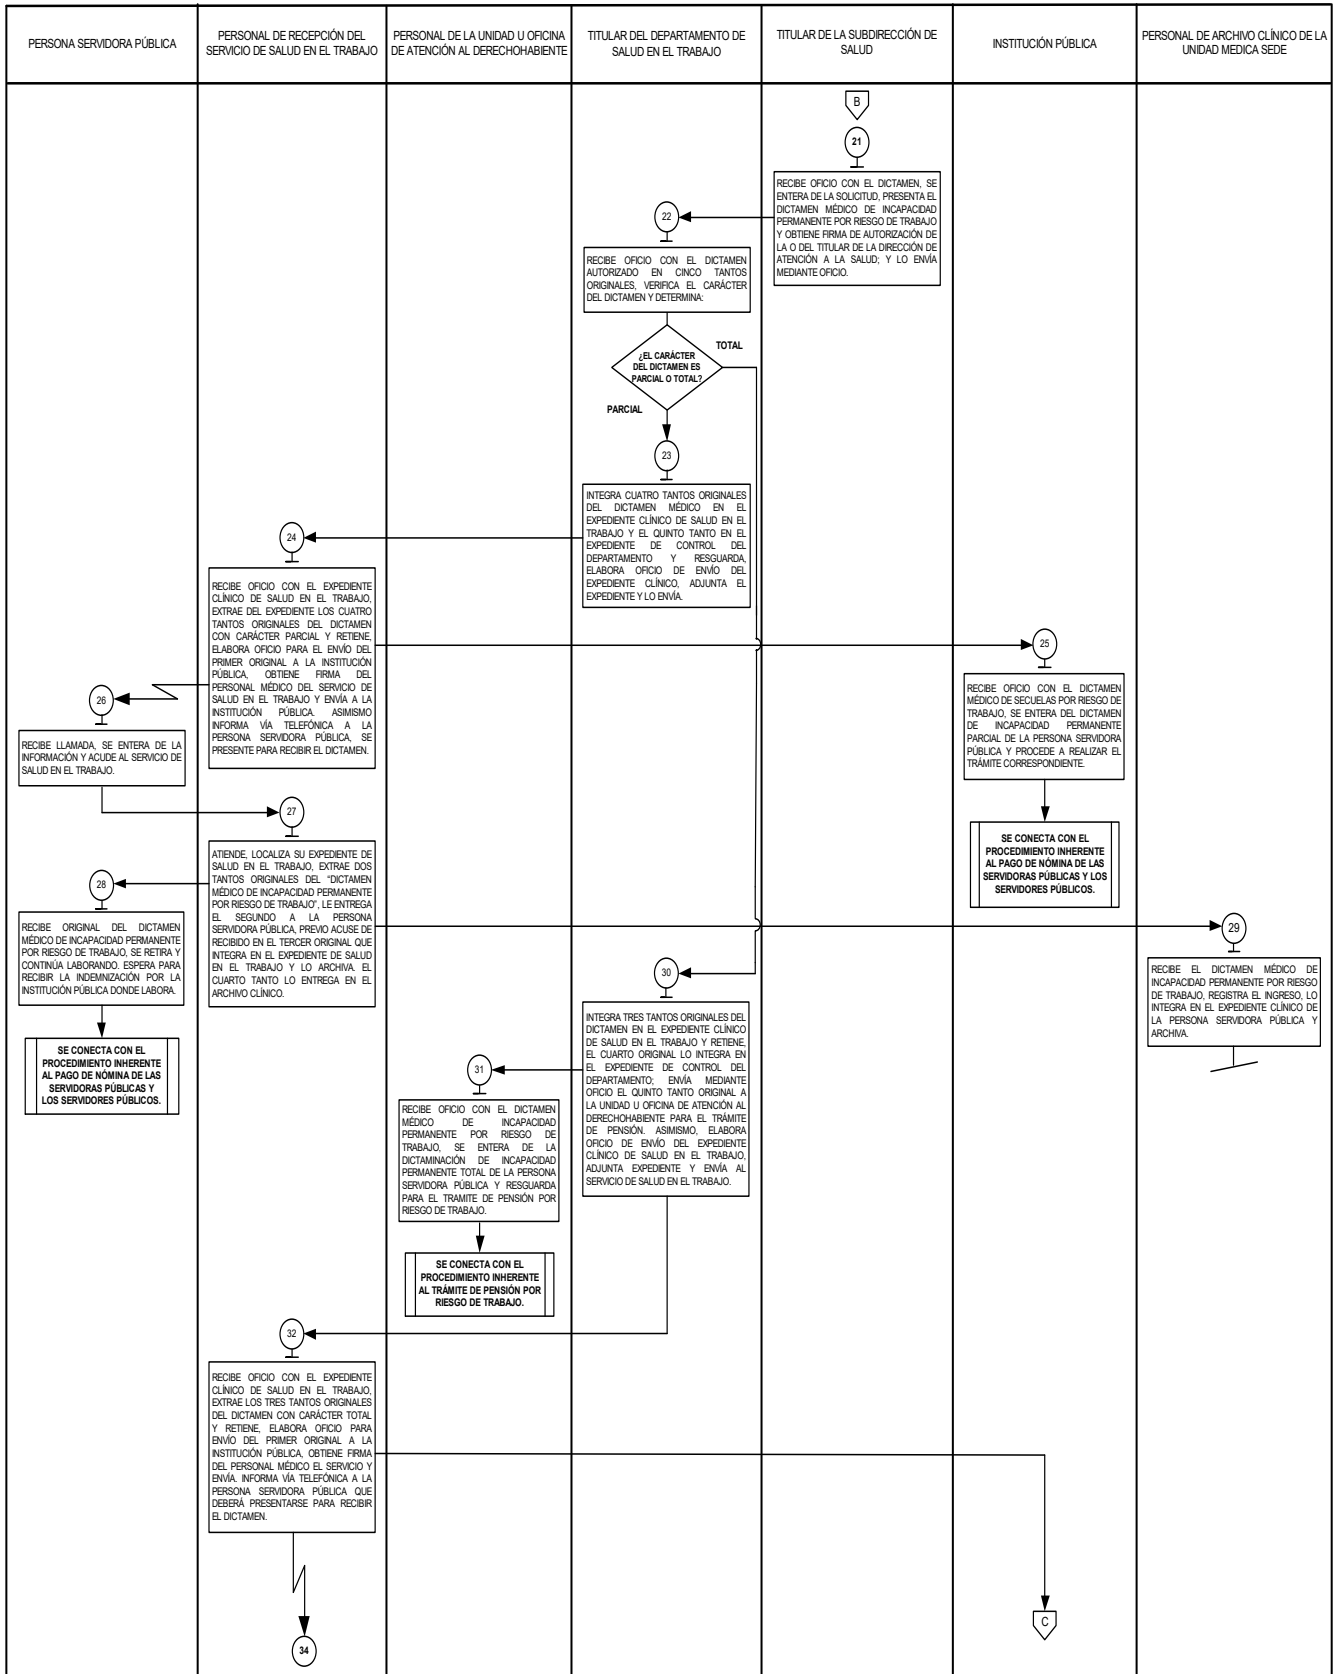 PERSONA SERVIDORA PÚBLICA
PERSONAL DE RECEPCIÓN DEL
SERVICIO DE SALUD EN EL TRABAJO
PERSONAL DE LA UNIDAD U OFICINA
DE ATENCIÓN AL DERECHOHABIENTE
TITULAR DEL DEPARTAMENTO DE
SALUD EN EL TRABAJO
TITULAR DE LA SUBDIRECCIÓN DE
SALUD
INSTITUCIÓN PÚBLICA
PERSONAL DE ARCHIVO CLÍNICO DE LA
UNIDAD MEDICA SEDE
B
21
RECIBE OFICIO CON EL DICTAMEN, SE
ENTERA DE LA SOLICITUD, PRESENTA EL
DICTAMEN MÉDICO DE INCAPACIDAD
PERMANENTE POR RIESGO DE TRABAJO
Y OBTIENE FIRMA DE AUTORIZACIÓN DE
LA O DEL TITULAR DE LA DIRECCIÓN DE
ATENCIÓN A LA SALUD; Y LO ENVÍA
MEDIANTE OFICIO.
22
RECIBE OFICIO CON EL DICTAMEN
AUTORIZADO EN CINCO TANTOS
ORIGINALES, VERIFICA EL CARÁCTER
DEL DICTAMEN Y DETERMINA:
¿EL CARÁCTER
DEL DICTAMEN ES
PARCIAL O TOTAL?
TOTAL
PARCIAL
23
INTEGRA CUATRO TANTOS ORIGINALES
DEL DICTAMEN MÉDICO EN EL
EXPEDIENTE CLÍNICO DE SALUD EN EL
TRABAJO Y EL QUINTO TANTO EN EL
EXPEDIENTE DE CONTROL DEL
DEPARTAMENTO Y RESGUARDA,
ELABORA OFICIO DE ENVÍO DEL
EXPEDIENTE CLÍNICO, ADJUNTA EL
EXPEDIENTE Y LO ENVÍA.
24
RECIBE OFICIO CON EL EXPEDIENTE
CLÍNICO DE SALUD EN EL TRABAJO,
EXTRAE DEL EXPEDIENTE LOS CUATRO
TANTOS ORIGINALES DEL DICTAMEN
CON CARÁCTER PARCIAL Y RETIENE,
ELABORA OFICIO PARA EL ENVÍO DEL
PRIMER ORIGINAL A LA INSTITUCIÓN
PÚBLICA, OBTIENE FIRMA DEL
PERSONAL MÉDICO DEL SERVICIO DE
SALUD EN EL TRABAJO Y ENVÍA A LA
INSTITUCIÓN PÚBLICA. ASIMISMO
INFORMA VÍA TELEFÓNICA A LA
PERSONA SERVIDORA PÚBLICA, SE
PRESENTE PARA RECIBIR EL DICTAMEN.
25
RECIBE OFICIO CON EL DICTAMEN
MÉDICO DE SECUELAS POR RIESGO DE
TRABAJO, SE ENTERA DEL DICTAMEN
DE INCAPACIDAD PERMANENTE
PARCIAL DE LA PERSONA SERVIDORA
PÚBLICA Y PROCEDE A REALIZAR EL
TRÁMITE CORRESPONDIENTE.
SE CONECTA CON EL
PROCEDIMIENTO INHERENTE
AL PAGO DE NÓMINA DE LAS
SERVIDORAS PÚBLICAS Y LOS
SERVIDORES PÚBLICOS.
26
RECIBE LLAMADA, SE ENTERA DE LA
INFORMACIÓN Y ACUDE AL SERVICIO DE
SALUD EN EL TRABAJO.
27
ATIENDE, LOCALIZA SU EXPEDIENTE DE
SALUD EN EL TRABAJO, EXTRAE DOS
TANTOS ORIGINALES DEL "DICTAMEN
MÉDICO DE INCAPACIDAD PERMANENTE
POR RIESGO DE TRABAJO", LE ENTREGA
EL SEGUNDO A LA PERSONA
SERVIDORA PÚBLICA, PREVIO ACUSE DE
RECIBIDO EN EL TERCER ORIGINAL QUE
INTEGRA EN EL EXPEDIENTE DE SALUD
EN EL TRABAJO Y LO ARCHIVA. EL
CUARTO TANTO LO ENTREGA EN EL
ARCHIVO CLÍNICO.
28
RECIBE ORIGINAL DEL DICTAMEN
MÉDICO DE INCAPACIDAD PERMANENTE
POR RIESGO DE TRABAJO, SE RETIRA Y
CONTINÚA LABORANDO. ESPERA PARA
RECIBIR LA INDEMNIZACIÓN POR LA
INSTITUCIÓN PÚBLICA DONDE LABORA.
SE CONECTA CON EL
PROCEDIMIENTO INHERENTE
AL PAGO DE NÓMINA DE LAS
SERVIDORAS PÚBLICAS Y
LOS SERVIDORES PÚBLICOS.
29
RECIBE EL DICTAMEN MÉDICO DE
INCAPACIDAD PERMANENTE POR RIESGO
DE TRABAJO, REGISTRA EL INGRESO, LO
INTEGRA EN EL EXPEDIENTE CLÍNICO DE
LA PERSONA SERVIDORA PÚBLICA Y
ARCHIVA.
30
INTEGRA TRES TANTOS ORIGINALES DEL
DICTAMEN EN EL EXPEDIENTE CLÍNICO
DE SALUD EN EL TRABAJO Y RETIENE,
EL CUARTO ORIGINAL LO INTEGRA EN
EL EXPEDIENTE DE CONTROL DEL
DEPARTAMENTO; ENVÍA MEDIANTE
OFICIO EL QUINTO TANTO ORIGINAL A
LA UNIDAD U OFICINA DE ATENCIÓN AL
DERECHOHABIENTE PARA EL TRÁMITE
DE PENSIÓN. ASIMISMO, ELABORA
OFICIO DE ENVÍO DEL EXPEDIENTE
CLÍNICO DE SALUD EN EL TRABAJO,
ADJUNTA EXPEDIENTE Y ENVÍA AL
SERVICIO DE SALUD EN EL TRABAJO.
31
RECIBE OFICIO CON EL DICTAMEN
MÉDICO DE INCAPACIDAD
PERMANENTE POR RIESGO DE
TRABAJO, SE ENTERA DE LA
DICTAMINACIÓN DE INCAPACIDAD
PERMANENTE TOTAL DE LA PERSONA
SERVIDORA PÚBLICA Y RESGUARDA
PARA EL TRAMITE DE PENSIÓN POR
RIESGO DE TRABAJO.
SE CONECTA CON EL
PROCEDIMIENTO INHERENTE
AL TRÁMITE DE PENSIÓN POR
RIESGO DE TRABAJO.
32
RECIBE OFICIO CON EL EXPEDIENTE
CLÍNICO DE SALUD EN EL TRABAJO,
EXTRAE LOS TRES TANTOS ORIGINALES
DEL DICTAMEN CON CARÁCTER TOTAL
Y RETIENE, ELABORA OFICIO PARA
ENVÍO DEL PRIMER ORIGINAL A LA
INSTITUCIÓN PÚBLICA, OBTIENE FIRMA
DEL PERSONAL MÉDICO EL SERVICIO Y
ENVÍA. INFORMA VÍA TELEFÓNICA A LA
PERSONA SERVIDORA PÚBLICA QUE
DEBERÁ PRESENTARSE PARA RECIBIR
EL DICTAMEN.
C
34